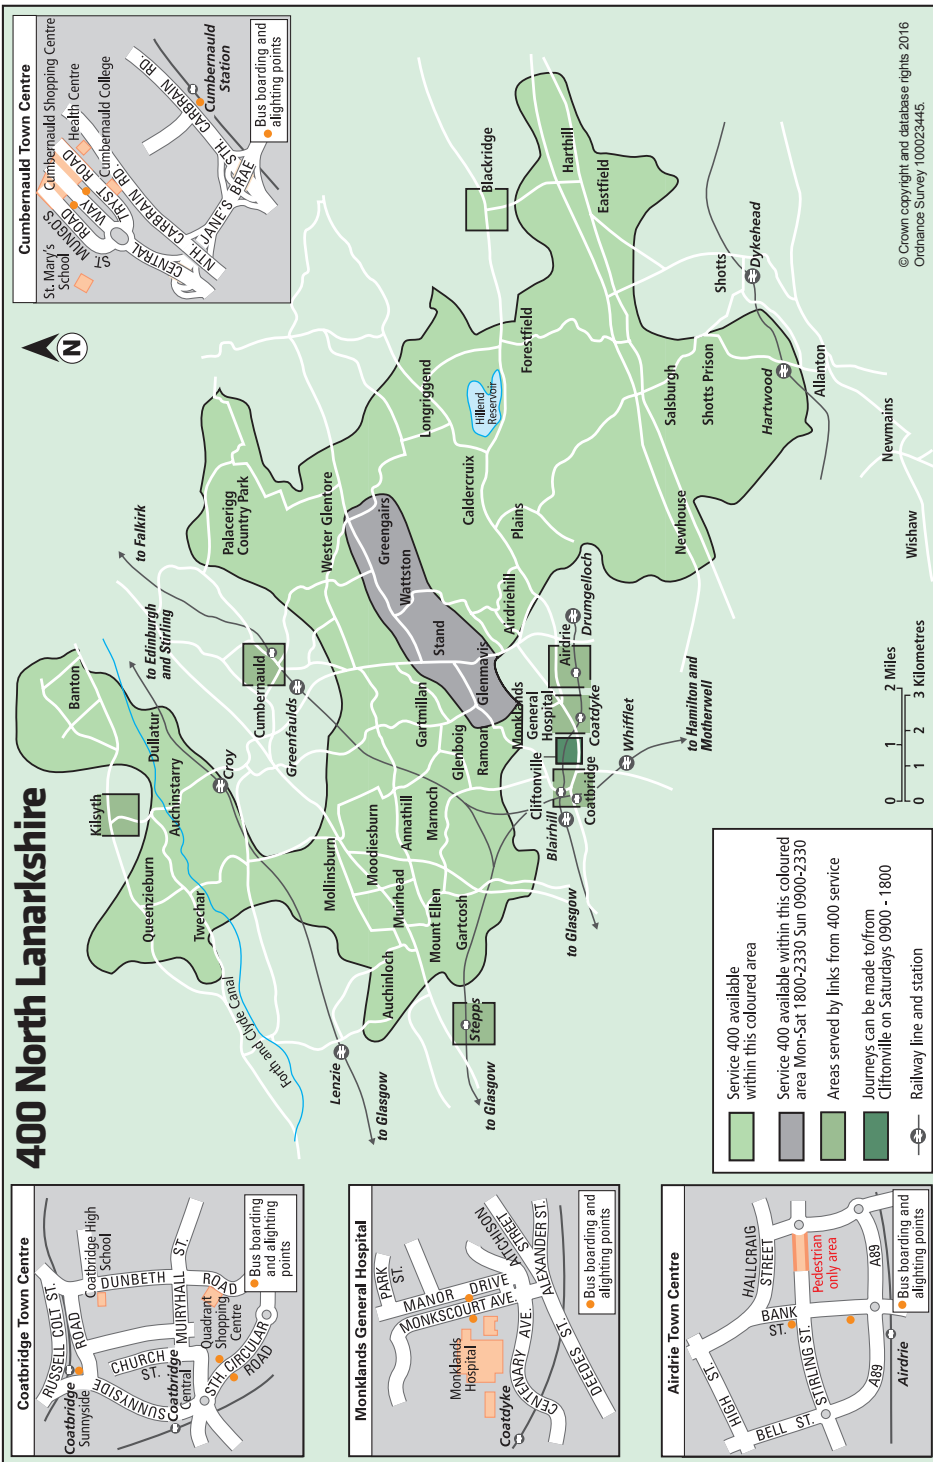 400 North Lanarkshire
Coatbridge Town Centre
RUSSELL COLT ST.
Coatbridge High
School
DUNBETH
ROAD
ROAD
MUIRYHALL
ST.
CHURCH
ST.
SUNNYSIDE
Coatbridge
Sunnyside
Coatbridge
Central
Quadrant
Shopping
Centre
STH. CIRCULAR
ROAD
Bus boarding
and alighting
points
Monklands General Hospital
PARK
ST.
MANOR
DRIVE
MONKSCOURT AVE.
AITCHISON
STREET
ALEXANDER ST.
Monklands
Hospital
CENTENARY AVE.
DEEDES ST.
Coatdyke
Bus boarding and
alighting points
Airdrie Town Centre
HALLCRAIG
STREET
HIGH ST.
BANK
ST.
STIRLING ST.
BELL ST.
Pedestrian
only area
A89
A89
Airdrie
Bus boarding and
alighting points
Cumbernauld Town Centre
St. Mary's
School
Cumbernauld Shopping Centre
Health Centre
Cumbernauld College
ST.
MUNGO'S
ROAD
WAY
CENTRAL
TRYST ROAD
NTH. CARBRAIN RD.
JANE'S BRAE
STH. CARBRAIN RD.
Cumbernauld
Station
Bus boarding and
alighting points
N
Banton
Kilsyth
Queenzieburn
Dullatur
Auchinstarry
Twechar
Croy
Forth and Clyde Canal
to Edinburgh
and Stirling
to Falkirk
Cumbernauld
Greenfaulds
Palacerigg
Country Park
Wester Glentore
Lenzie
to Glasgow
Mollinsburn
Moodiesburn
Annathill
Marnoch
Muirhead
Mount Ellen
Gartcosh
Auchinloch
Stepps
to Glasgow
Gartmillan
Glenboig
Ramoan
Glenmavis
Stand
Wattston
Greengairs
Longriggend
Hillend
Reservoir
Caldercruix
Plains
Airdriehill
Forestfield
Blackridge
Harthill
Eastfield
Monklands
General
Hospital
Cliftonville
Blairhill
Coatbridge
Coatdyke
Airdrie
Drumgelloch
Whifflet
to Glasgow
to Hamilton and
Motherwell
Newhouse
Salsburgh
Shotts Prison
Shotts
Dykehead
Hartwood
Allanton
Newmains
Wishaw
0 1 2 Miles
0 1 2 3 Kilometres
Service 400 available
within this coloured area
Service 400 available within this coloured
area Mon-Sat 1800-2330 Sun 0900-2330
Areas served by links from 400 service
Journeys can be made to/from
Cliftonville on Saturdays 0900 - 1800
Railway line and station
© Crown copyright and database rights 2016
Ordnance Survey 100023445.